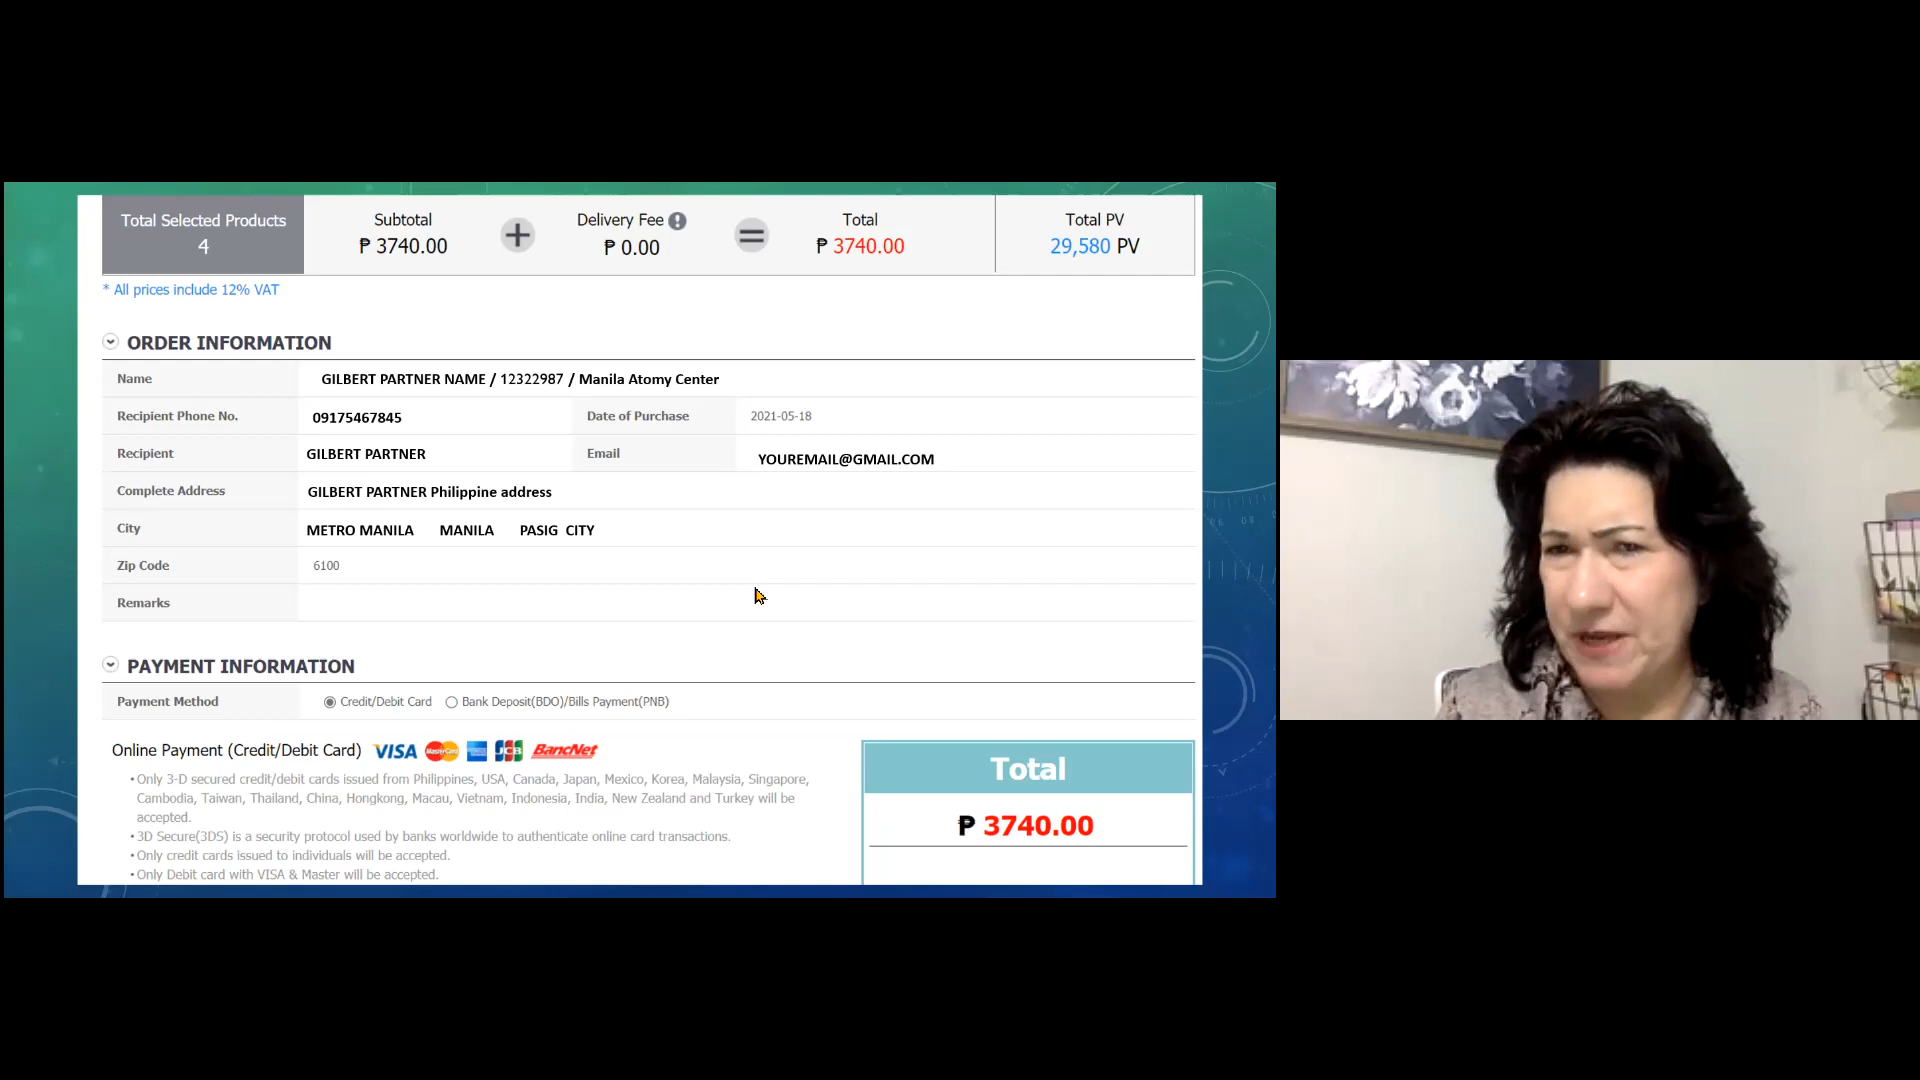 Total Selected Products
4
Subtotal
₱ 3740.00
Delivery Fee
₱ 0.00
Total
₱ 3740.00
Total PV
29,580 PV
* All prices include 12% VAT
ORDER INFORMATION
Name GILBERT PARTNER NAME / 12322987 / Manila Atomy Center
Recipient Phone No. 09175467845 Date of Purchase 2021-05-18
Recipient GILBERT PARTNER Email YOUREMAIL@GMAIL.COM
Complete Address GILBERT PARTNER Philippine address
City METRO MANILA MANILA PASIG CITY
Zip Code 6100
Remarks
PAYMENT INFORMATION
Payment Method Credit/Debit Card Bank Deposit(BDO)/Bills Payment(PNB)
Online Payment (Credit/Debit Card) VISA MasterCard JCB BancNet
• Only 3-D secured credit/debit cards issued from Philippines, USA, Canada, Japan, Mexico, Korea, Malaysia, Singapore,
Cambodia, Taiwan, Thailand, China, Hongkong, Macau, Vietnam, Indonesia, India, New Zealand and Turkey will be
accepted.
• 3D Secure(3DS) is a security protocol used by banks worldwide to authenticate online card transactions.
• Only credit cards issued to individuals will be accepted.
• Only Debit card with VISA & Master will be accepted.
Total
₱ 3740.00